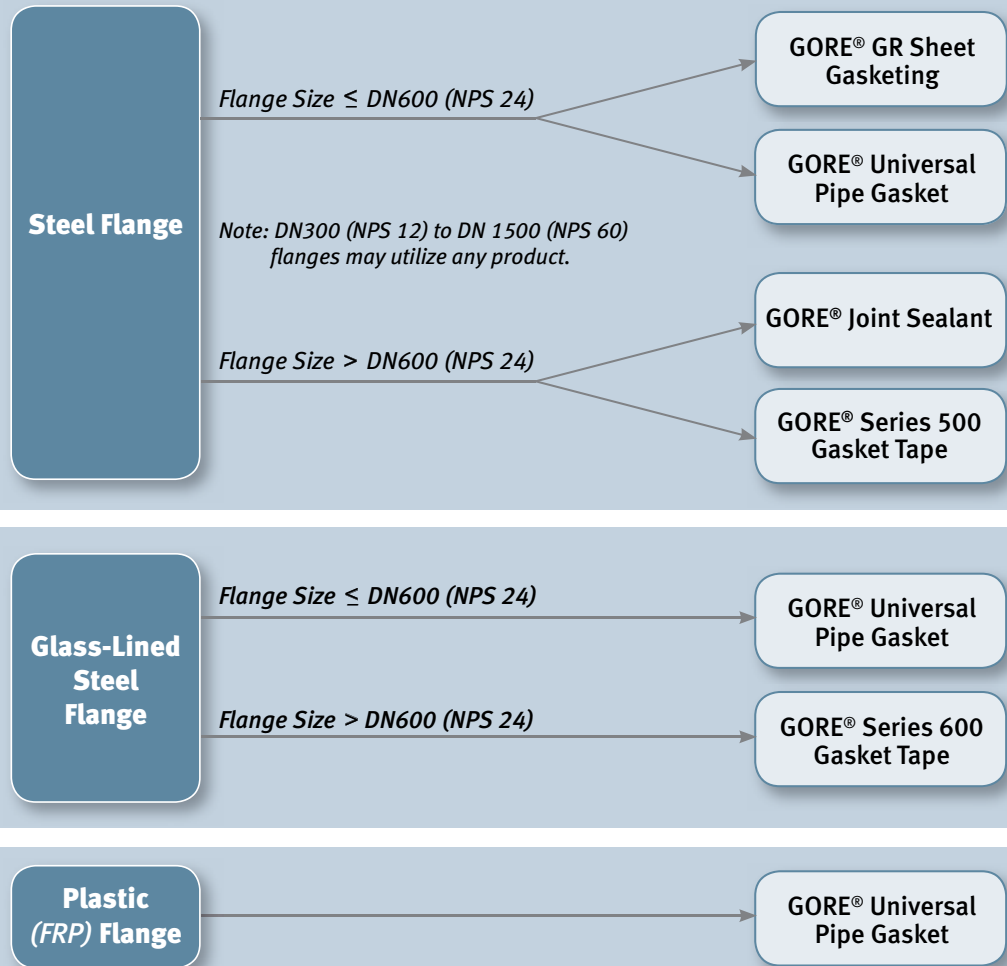 Steel Flange
Flange Size ≤ DN600 (NPS 24)
GORE® GR Sheet
Gasketing
GORE® Universal
Pipe Gasket
Note: DN300 (NPS 12) to DN 1500 (NPS 60)
flanges may utilize any product.
Flange Size > DN600 (NPS 24)
GORE® Joint Sealant
GORE® Series 500
Gasket Tape
Glass-Lined
Steel
Flange
Flange Size ≤ DN600 (NPS 24)
GORE® Universal
Pipe Gasket
Flange Size > DN600 (NPS 24)
GORE® Series 600
Gasket Tape
Plastic
(FRP) Flange
GORE® Universal
Pipe Gasket